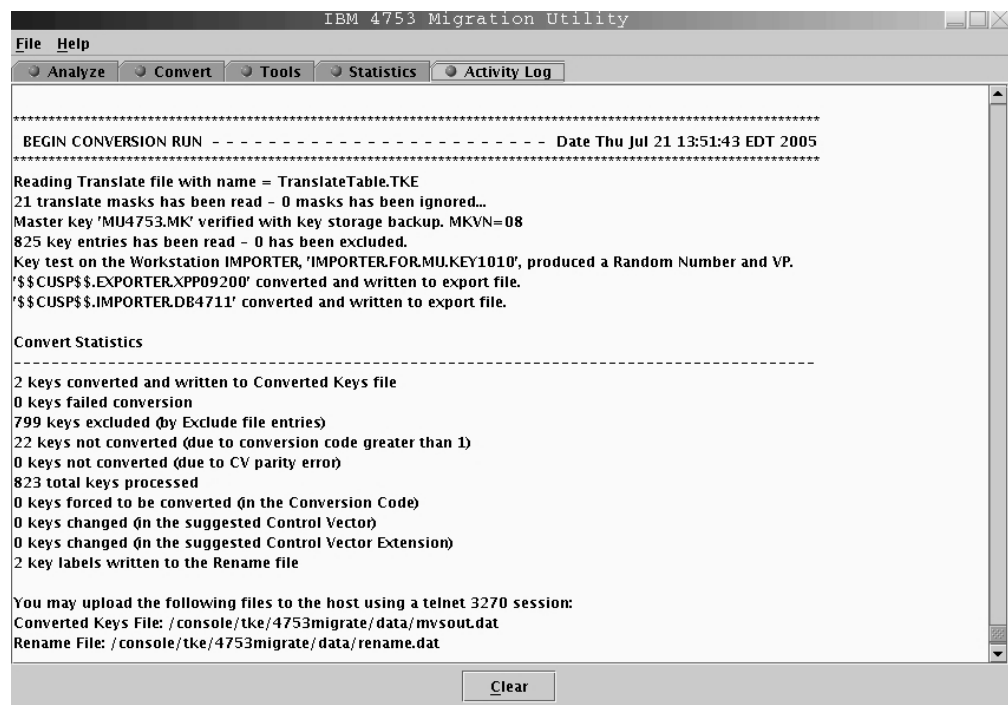 IBM 4753 Migration Utility
File Help
Analyze Convert Tools Statistics Activity Log
********************************************************************************************************************
BEGIN CONVERSION RUN - - - - - - - - - - - - - - - - - - - - - - - - - Date Thu Jul 21 13:51:43 EDT 2005
********************************************************************************************************************
Reading Translate file with name = TranslateTable.TKE
21 translate masks has been read - 0 masks has been ignored...
Master key 'MU4753.MK' verified with key storage backup. MKVN=08
825 key entries has been read - 0 has been excluded.
Key test on the Workstation IMPORTER, 'IMPORTER.FOR.MU.KEY1010', produced a Random Number and VP.
'$$CUSP$$.EXPORTER.XPP09200' converted and written to export file.
'$$CUSP$$.IMPORTER.DB4711' converted and written to export file.
Convert Statistics
------------------------------------------------------------------------------------------
2 keys converted and written to Converted Keys file
0 keys failed conversion
799 keys excluded (by Exclude file entries)
22 keys not converted (due to conversion code greater than 1)
0 keys not converted (due to CV parity error)
823 total keys processed
0 keys forced to be converted (in the Conversion Code)
0 keys changed (in the suggested Control Vector)
0 keys changed (in the suggested Control Vector Extension)
2 key labels written to the Rename file
You may upload the following files to the host using a telnet 3270 session:
Converted Keys File: /console/tke/4753migrate/data/mvsout.dat
Rename File: /console/tke/4753migrate/data/rename.dat
Clear